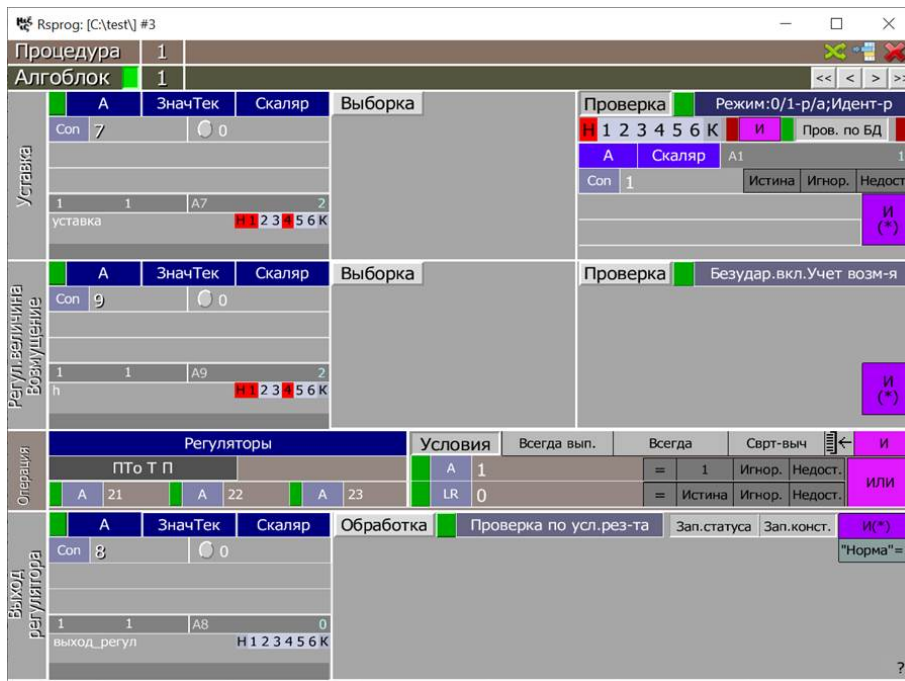 Rsprog: [C:\test\] #3
Процедура 1
Алгоблок 1 << < > >>
Уставка
А ЗначТек Скаляр Выборка Проверка Режим:0/1-р/а;Идент-р
Con 7 0 Н 1 2 3 4 5 6 К И Пров. по БД
А Скаляр А1 1
Con 1 Истина Игнор. Недост
1 1 А7 2 И
уставка Н 1 2 3 4 5 6 К (*)
Регул.величина
Возмущение
А ЗначТек Скаляр Выборка Проверка Безудар.вкл.Учет возм-я
Con 9 0
1 1 А9 2 И
h Н 1 2 3 4 5 6 К (*)
Операция
Регуляторы Условия Всегда вып. Всегда Сврт-выч И
ПТо Т П А 1 = 1 Игнор. Недост. ИЛИ
А 21 А 22 А 23 LR 0 = Истина Игнор. Недост.
Выход
регулятора
А ЗначТек Скаляр Обработка Проверка по усл.рез-та Зап.статуса Зап.конст. И(*)
Con 8 0 "Норма"=
1 1 А8 0
выход_регул Н 1 2 3 4 5 6 К
?